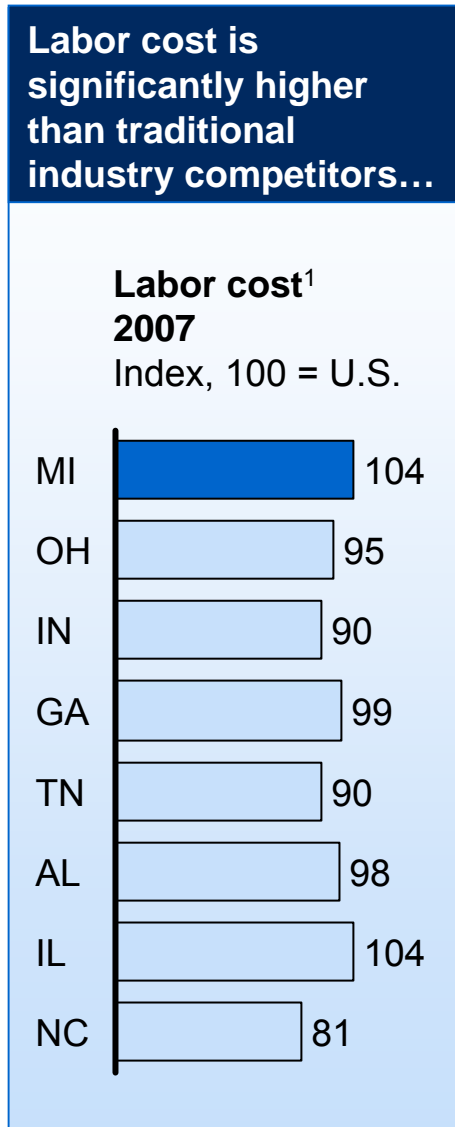 Labor cost is
significantly higher
than traditional
industry competitors…
Labor cost¹
2007
Index, 100 = U.S.
MI 104
OH 95
IN 90
GA 99
TN 90
AL 98
IL 104
NC 81